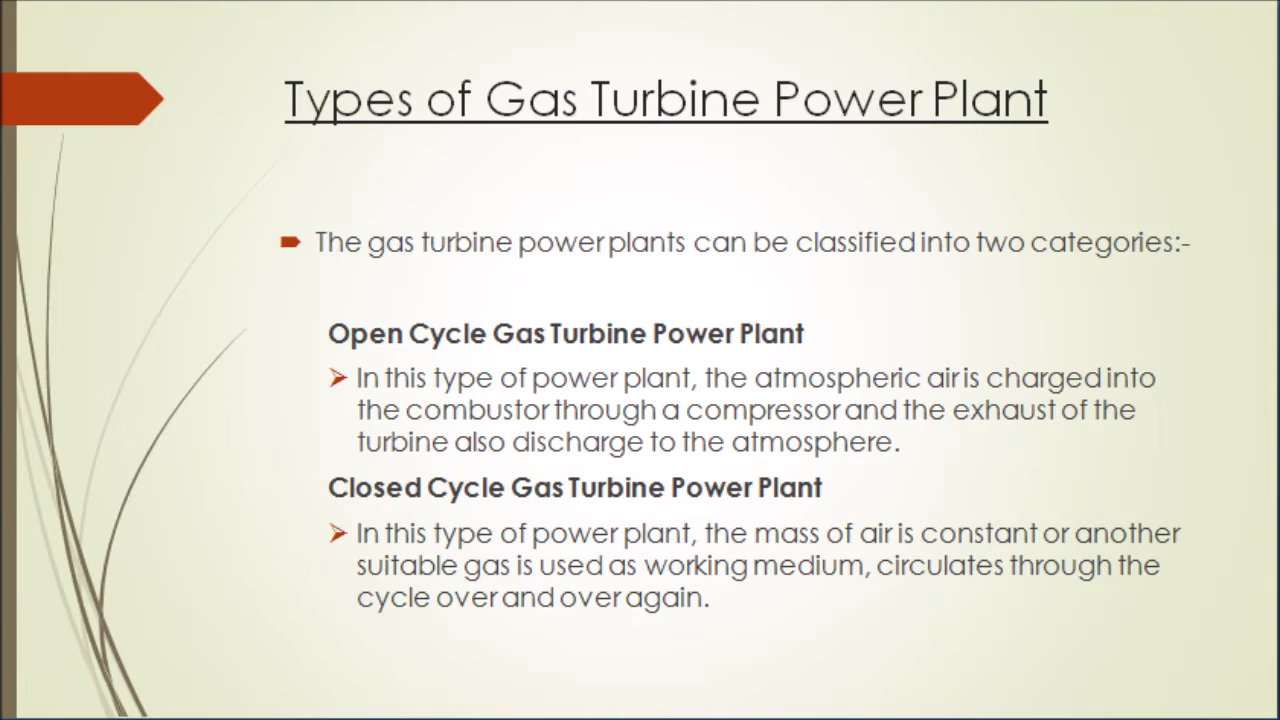 Types of Gas Turbine Power Plant
The gas turbine power plants can be classified into two categories:-
Open Cycle Gas Turbine Power Plant
In this type of power plant, the atmospheric air is charged into
the combustor through a compressor and the exhaust of the
turbine also discharge to the atmosphere.
Closed Cycle Gas Turbine Power Plant
In this type of power plant, the mass of air is constant or another
suitable gas is used as working medium, circulates through the
cycle over and over again.